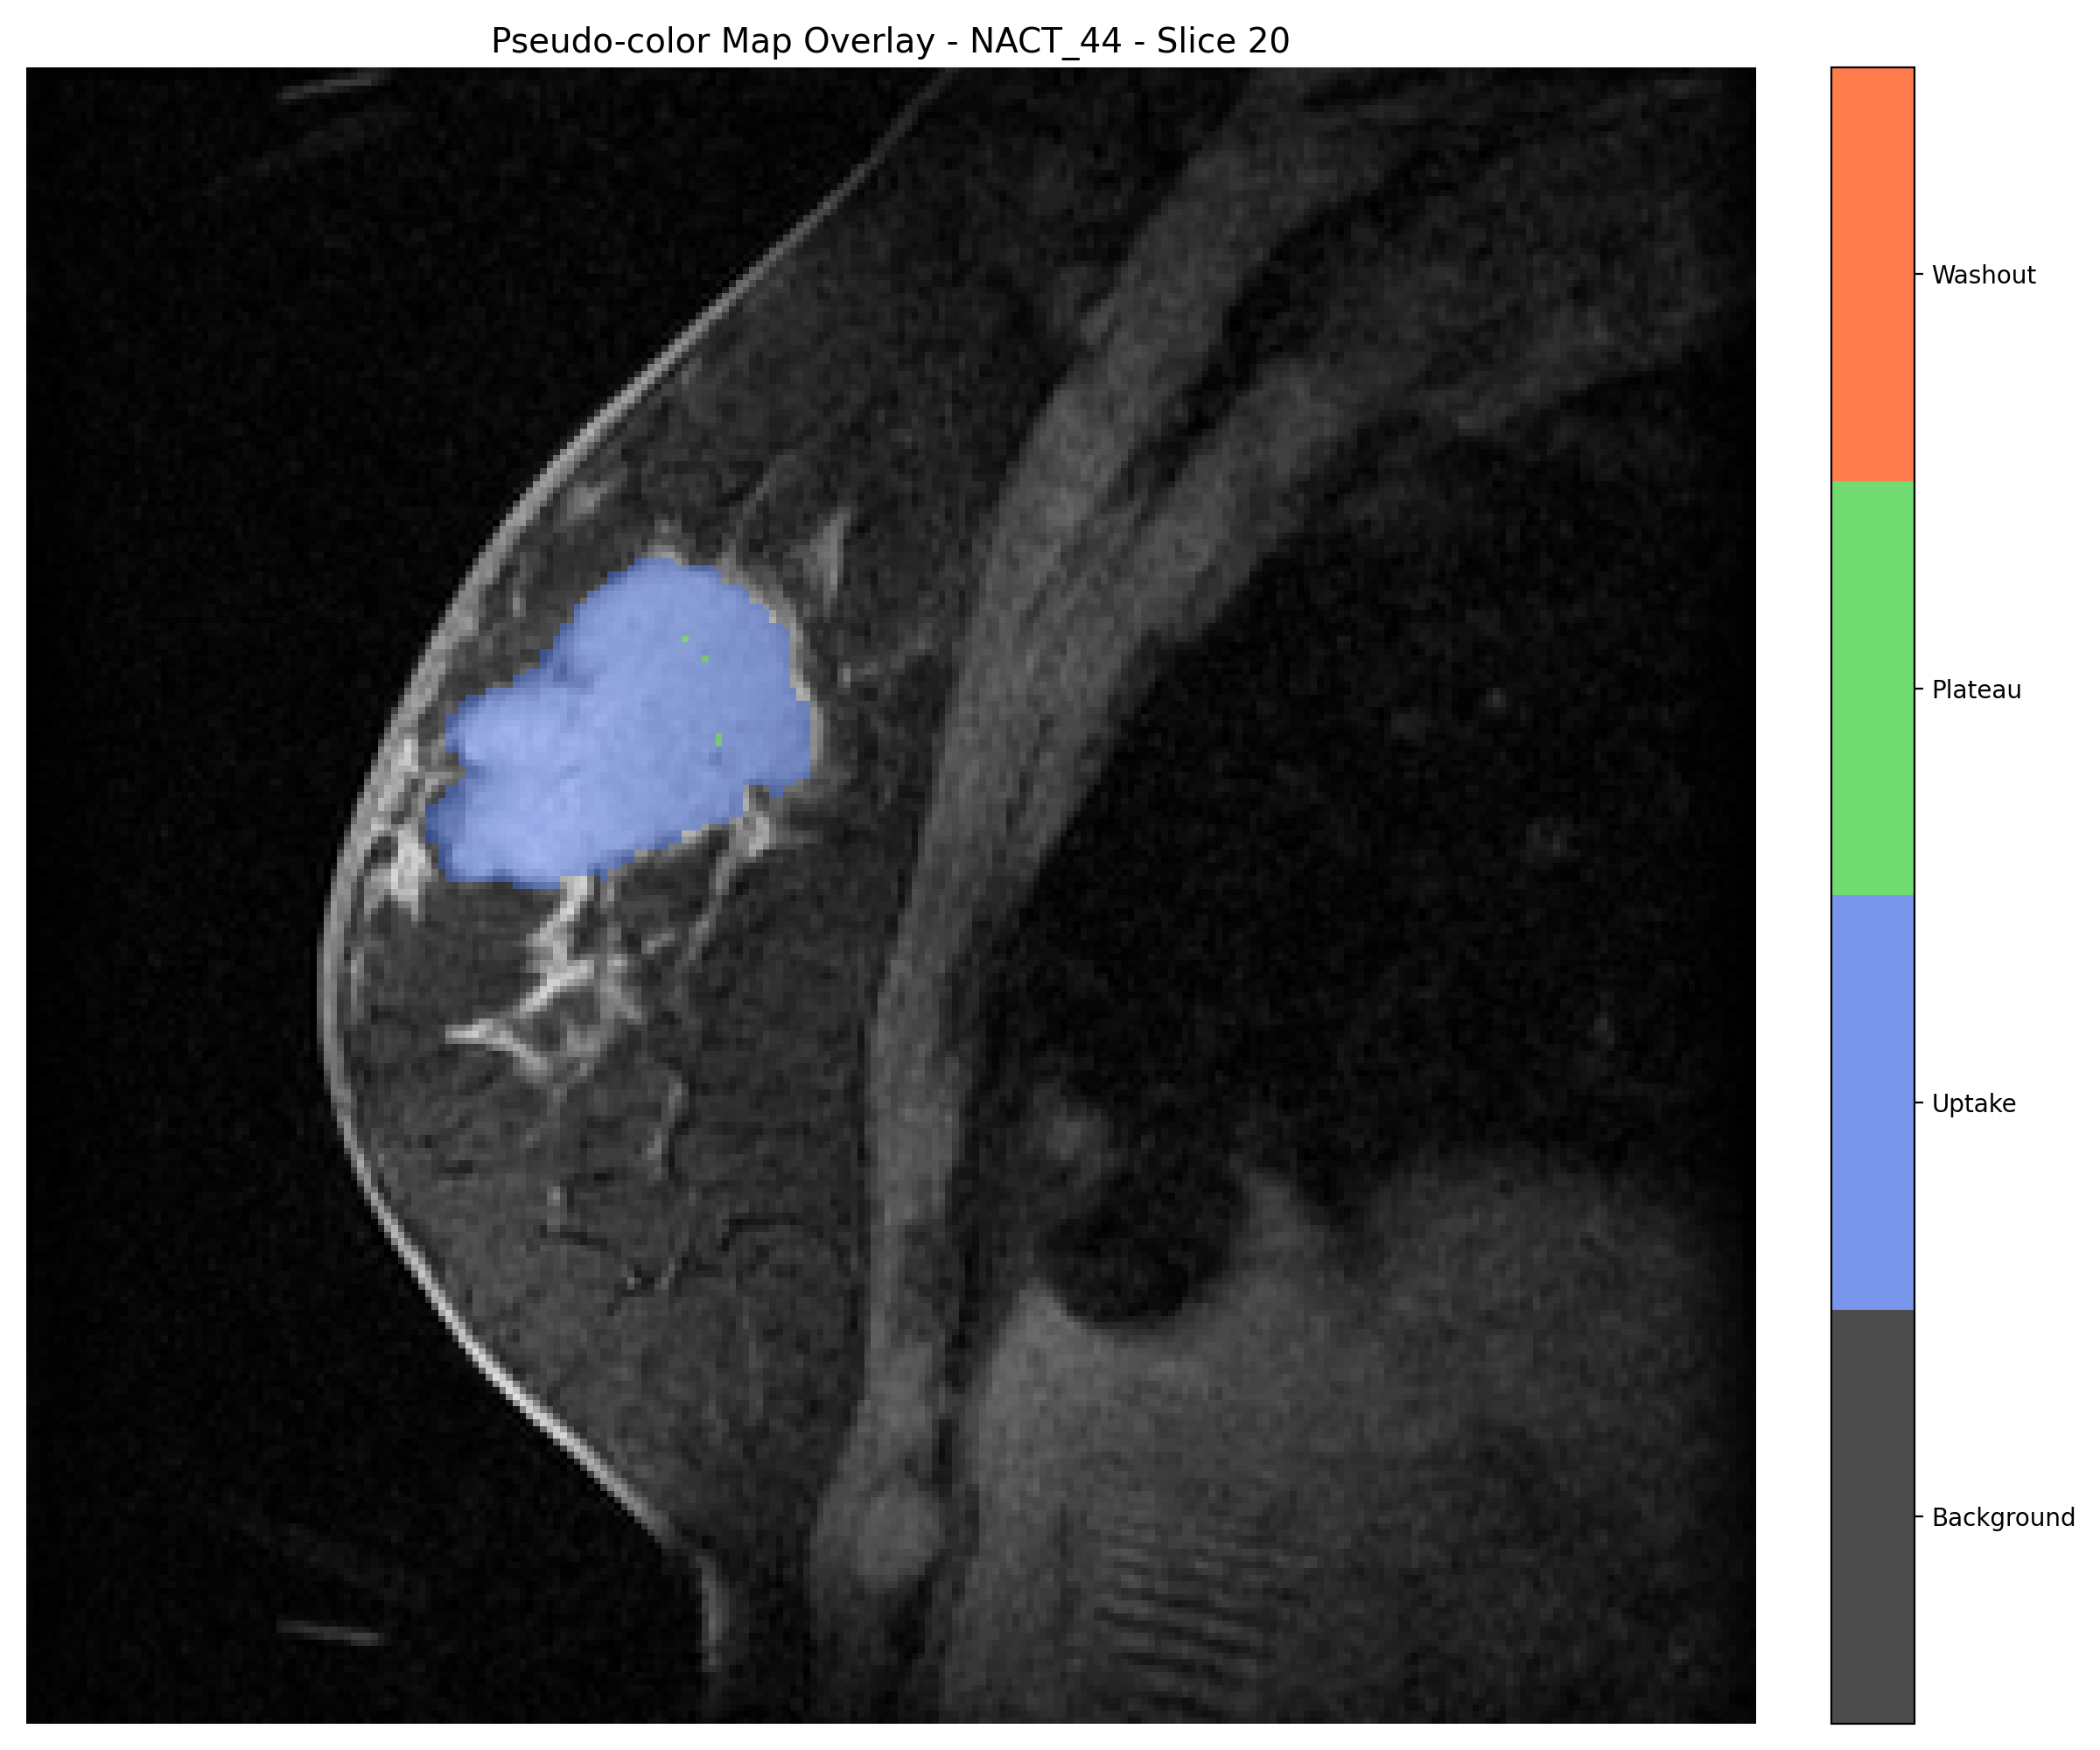 Pseudo-color Map Overlay - NACT_44 - Slice 20
Washout
Plateau
Uptake
Background